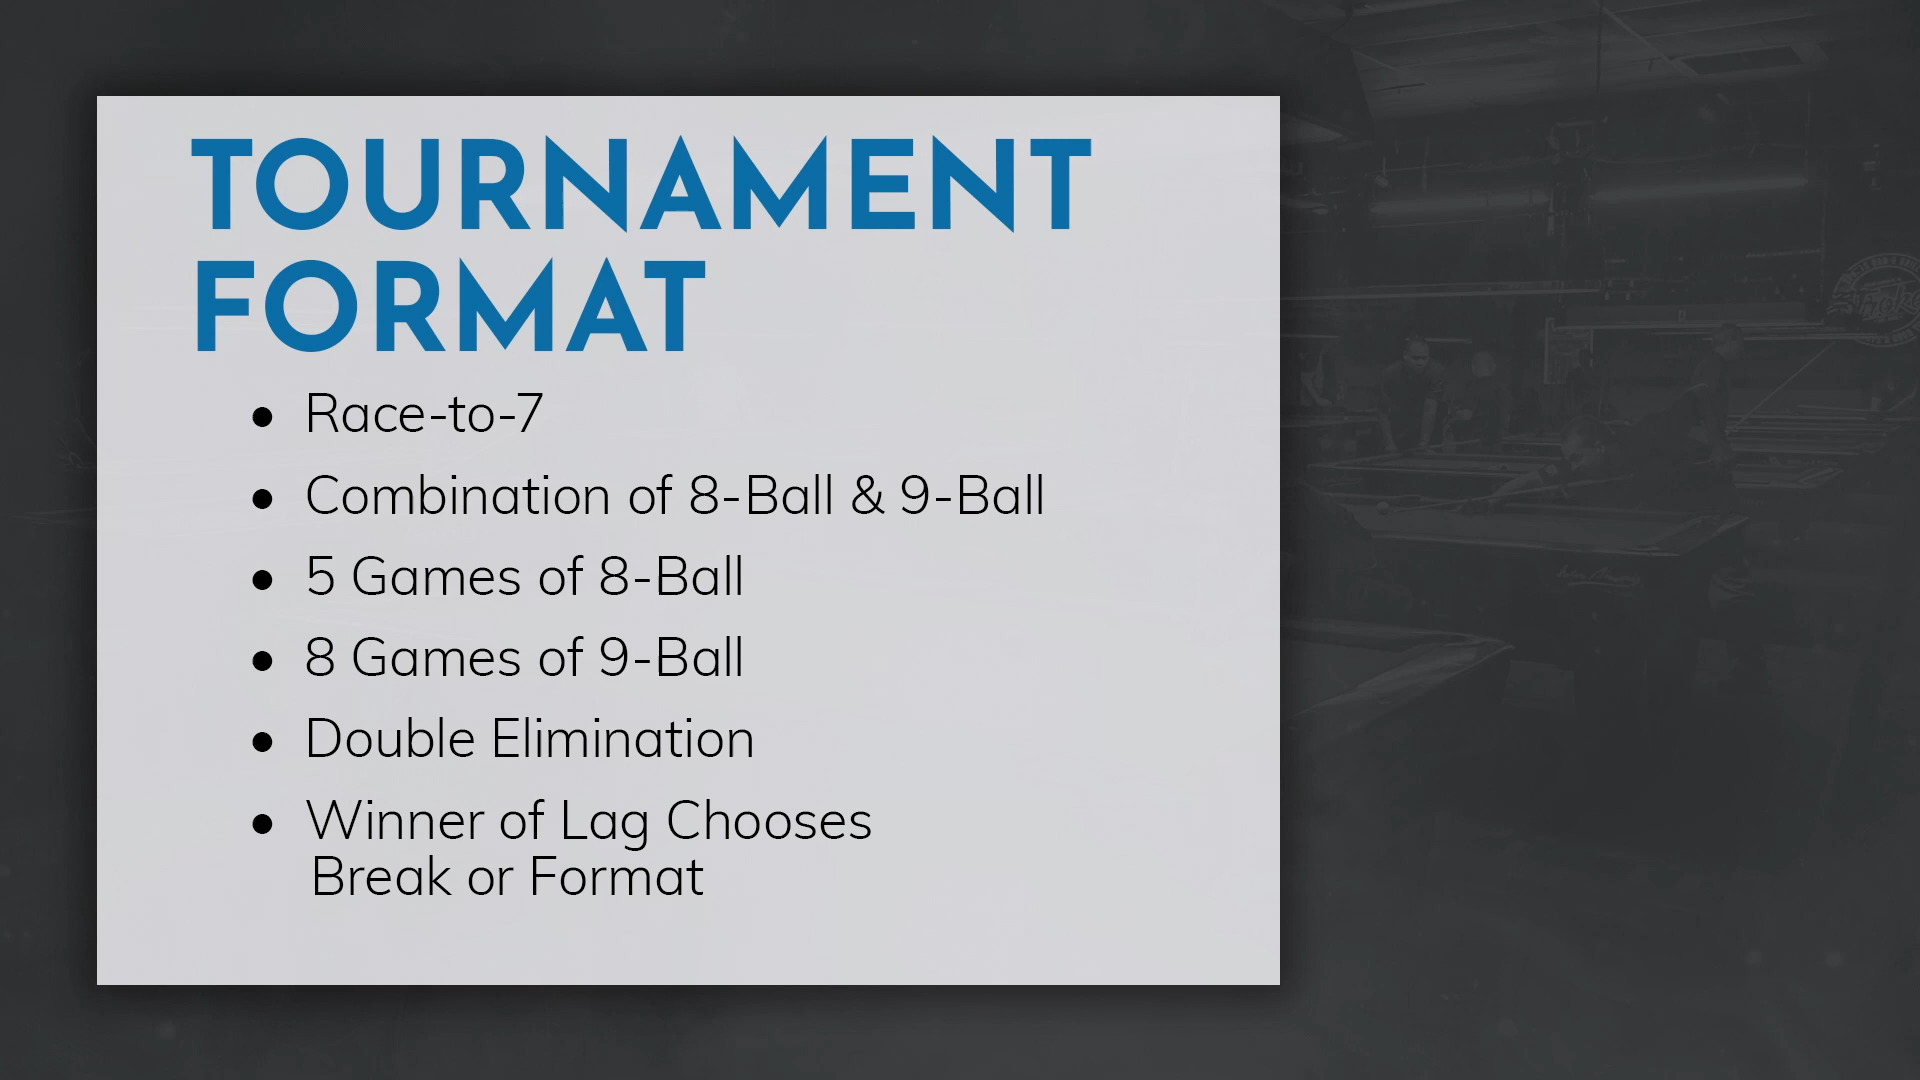 TOURNAMENT
FORMAT
● Race-to-7
● Combination of 8-Ball & 9-Ball
● 5 Games of 8-Ball
● 8 Games of 9-Ball
● Double Elimination
● Winner of Lag Chooses
Break or Format